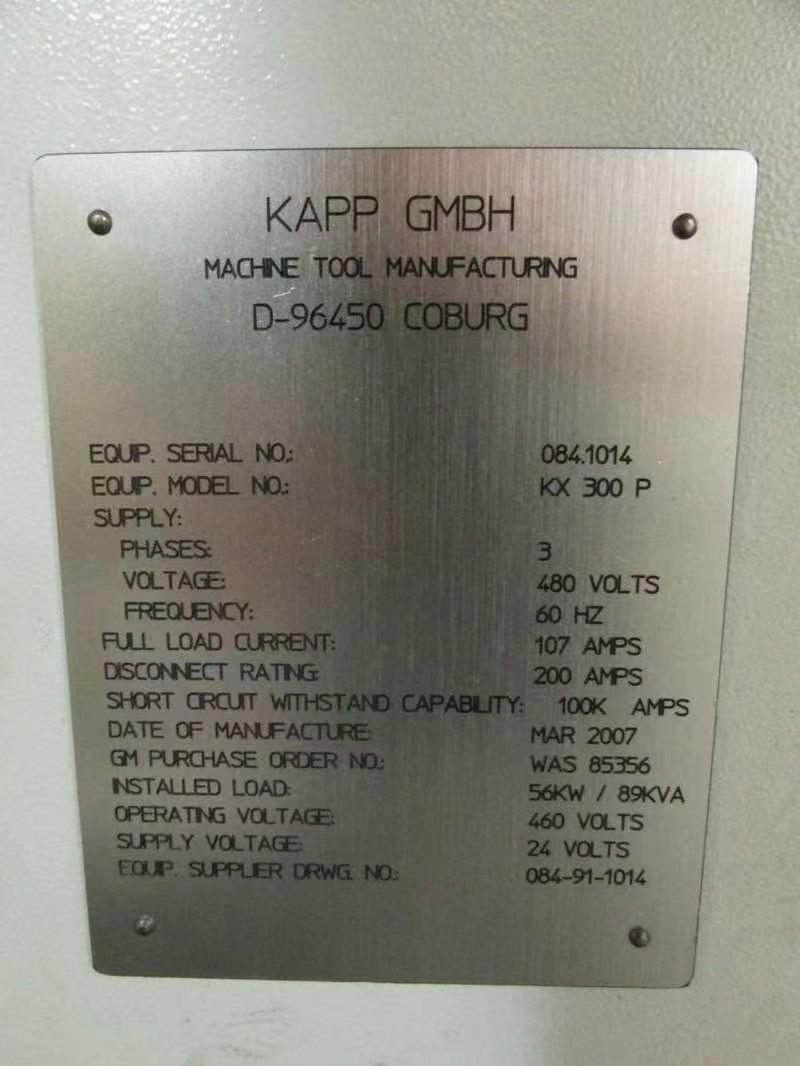 KAPP GMBH
MACHINE TOOL MANUFACTURING
D-96450 COBURG
EQUIP. SERIAL NO.: 084.1014
EQUIP. MODEL NO.: KX 300 P
SUPPLY:
PHASES: 3
VOLTAGE: 480 VOLTS
FREQUENCY: 60 HZ
FULL LOAD CURRENT: 107 AMPS
DISCONNECT RATING: 200 AMPS
SHORT CIRCUIT WITHSTAND CAPABILITY: 100K AMPS
DATE OF MANUFACTURE: MAR 2007
GM PURCHASE ORDER NO.: WAS 85356
INSTALLED LOAD: 56KW / 89KVA
OPERATING VOLTAGE: 460 VOLTS
SUPPLY VOLTAGE: 24 VOLTS
EQUIP. SUPPLIER DRWG. NO.: 084-91-1014